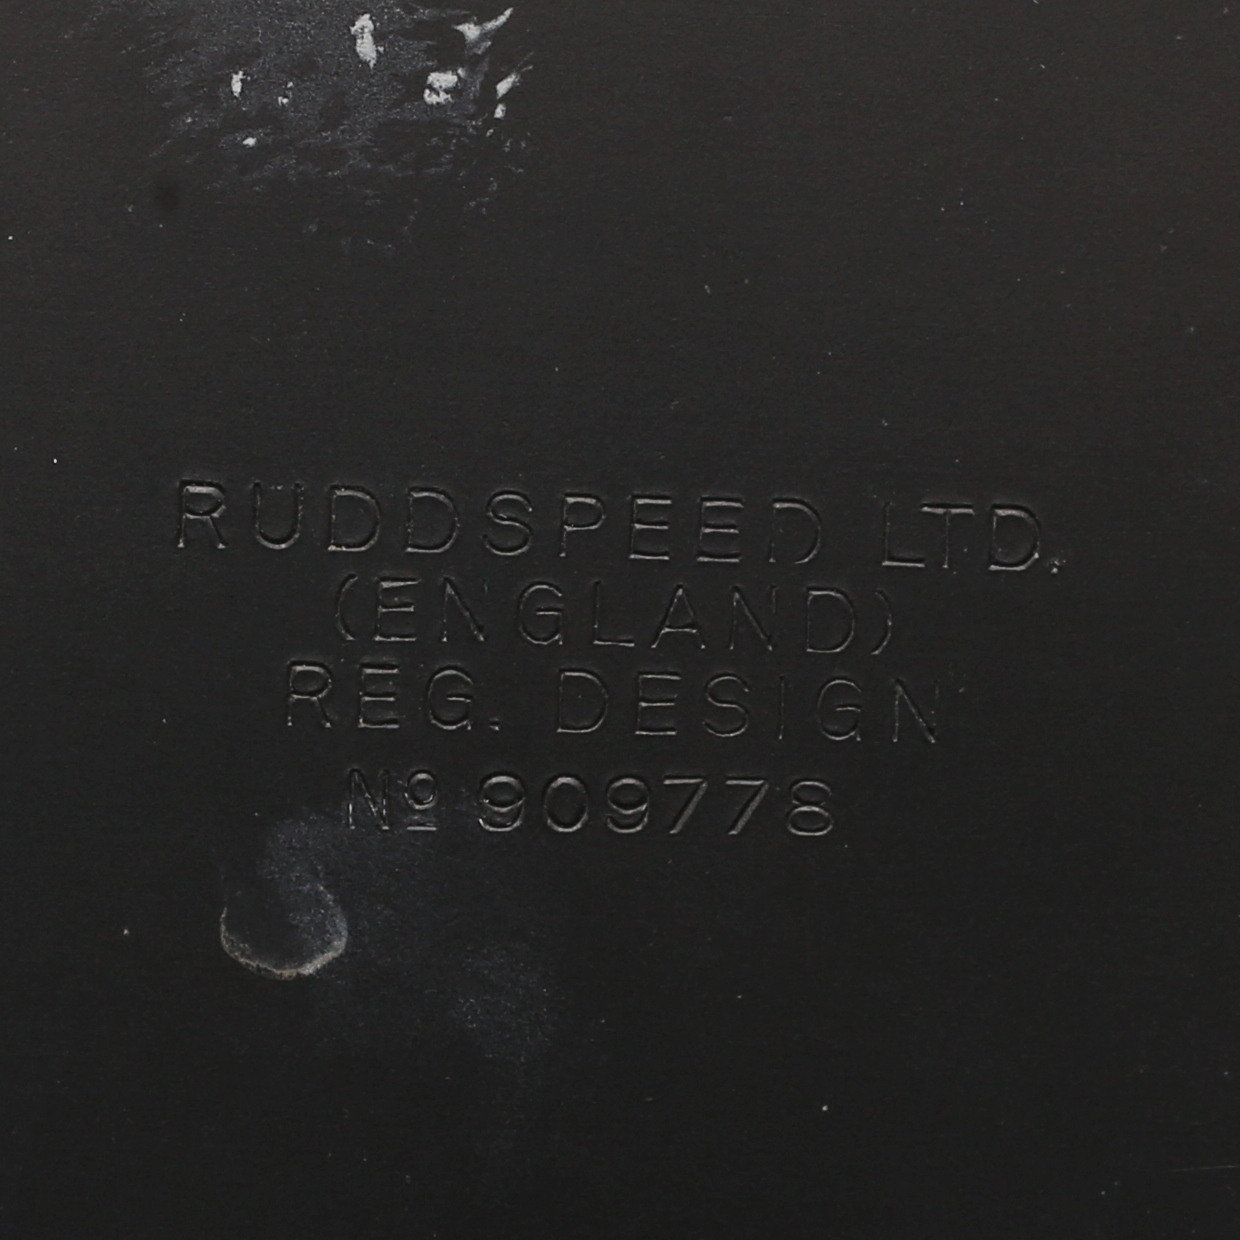 RUDDSPEED LTD.
(ENGLAND)
REG. DESIGN
Nº 909778